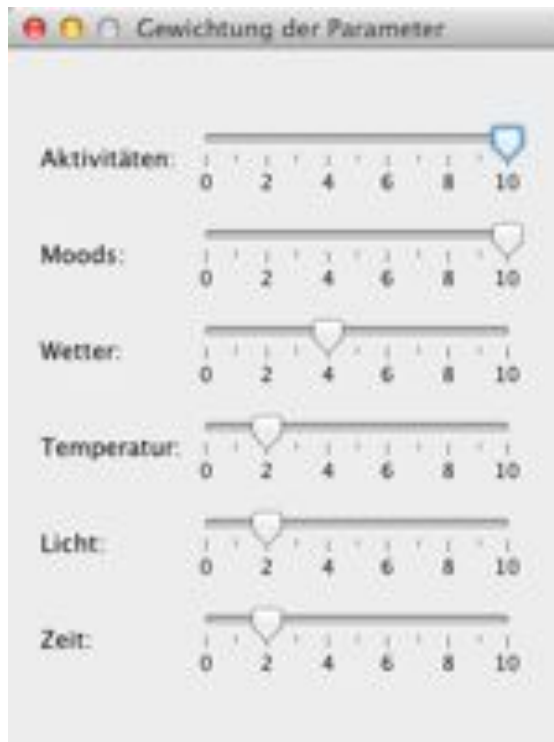 Gewichtung der Parameter
Aktivitäten:
0 2 4 6 8 10
Moods:
0 2 4 6 8 10
Wetter:
0 2 4 6 8 10
Temperatur:
0 2 4 6 8 10
Licht:
0 2 4 6 8 10
Zeit:
0 2 4 6 8 10